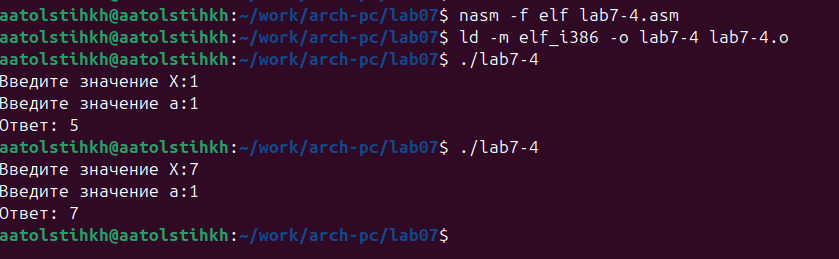 aatolstihkh@aatolstihkh:~/work/arch-pc/lab07$ nasm -f elf lab7-4.asm
aatolstihkh@aatolstihkh:~/work/arch-pc/lab07$ ld -m elf_i386 -o lab7-4 lab7-4.o
aatolstihkh@aatolstihkh:~/work/arch-pc/lab07$ ./lab7-4
Введите значение X:1
Введите значение a:1
Ответ: 5
aatolstihkh@aatolstihkh:~/work/arch-pc/lab07$ ./lab7-4
Введите значение X:7
Введите значение a:1
Ответ: 7
aatolstihkh@aatolstihkh:~/work/arch-pc/lab07$